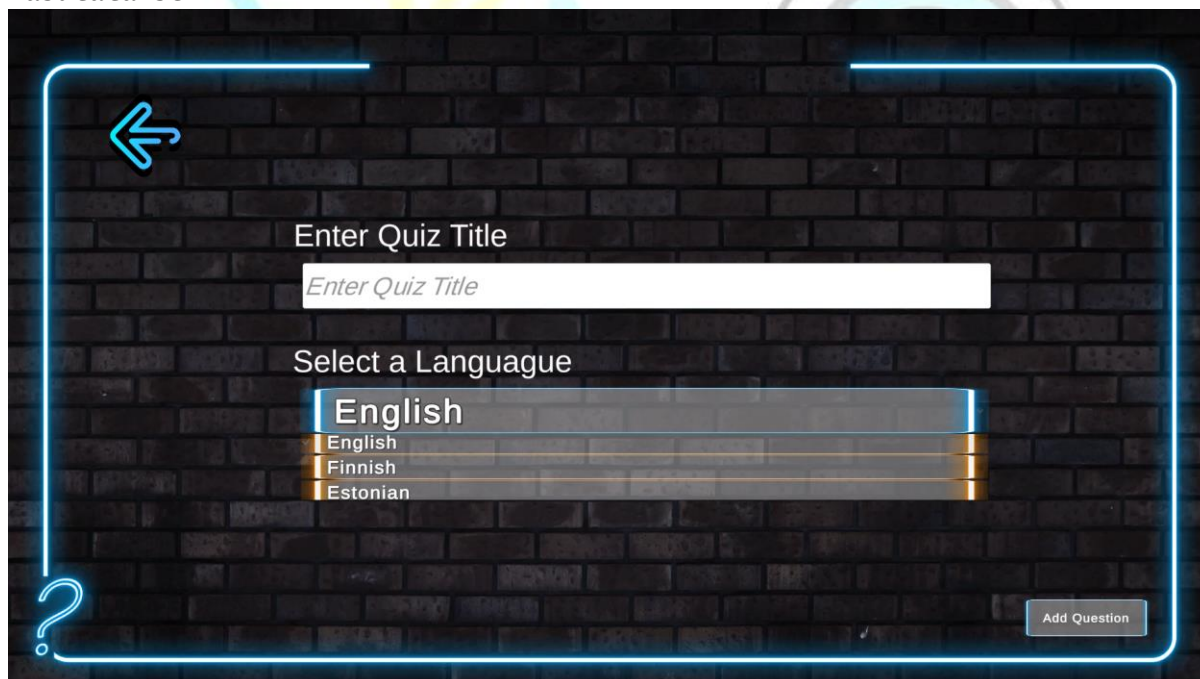 Enter Quiz Title
Enter Quiz Title
Select a Languague
English
English
Finnish
Estonian
Add Question
?